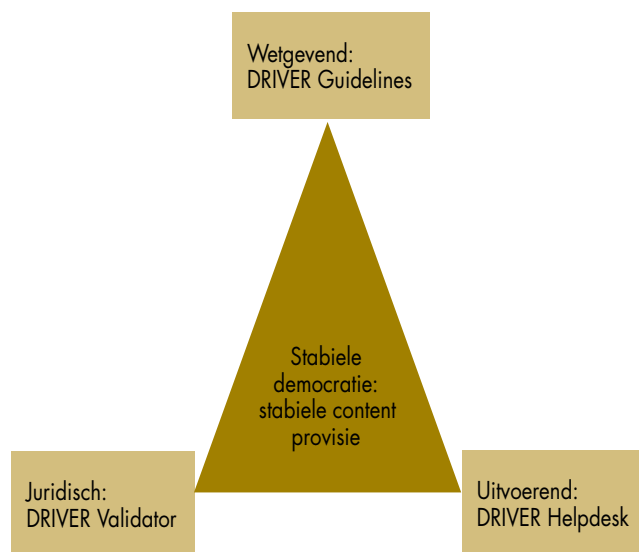 Wetgevend:
DRIVER Guidelines
Stabiele
democratie:
stabiele content
provisie
Juridisch:
DRIVER Validator
Uitvoerend:
DRIVER Helpdesk